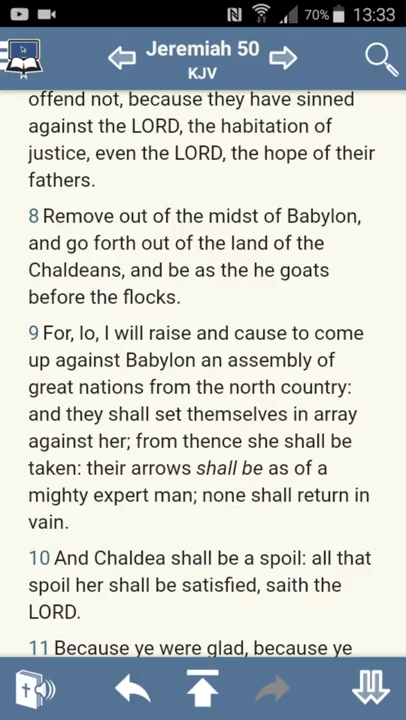 70% 13:33
Jeremiah 50
KJV
offend not, because they have sinned
against the LORD, the habitation of
justice, even the LORD, the hope of their
fathers.
8 Remove out of the midst of Babylon,
and go forth out of the land of the
Chaldeans, and be as the he goats
before the flocks.
9 For, lo, I will raise and cause to come
up against Babylon an assembly of
great nations from the north country:
and they shall set themselves in array
against her; from thence she shall be
taken: their arrows shall be as of a
mighty expert man; none shall return in
vain.
10 And Chaldea shall be a spoil: all that
spoil her shall be satisfied, saith the
LORD.
11 Because ye were glad, because ye